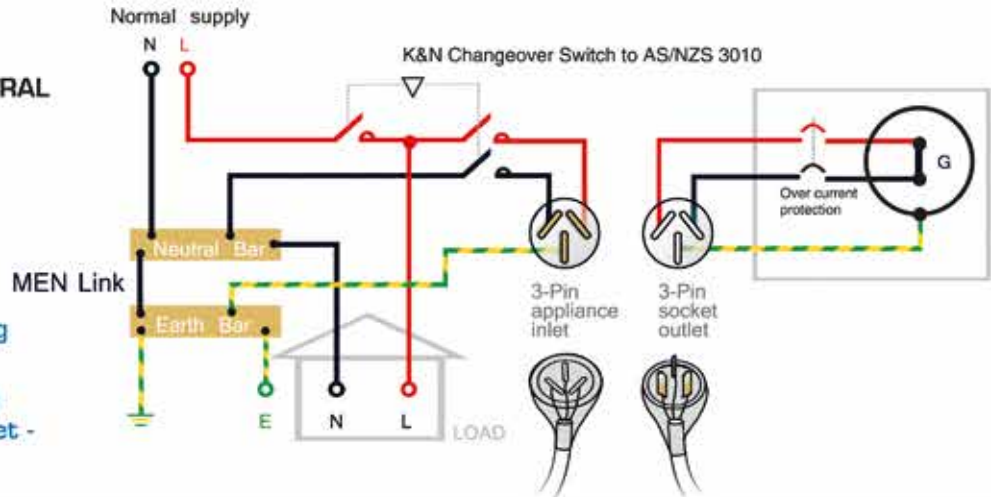 Normal supply
N L
K&N Changeover Switch to AS/NZS 3010
RAL
G
Over current
protection
Neutral Bar
MEN Link
3-Pin
appliance
inlet
3-Pin
socket
outlet
Earth Bar
g
E
N
L
LOAD
et -